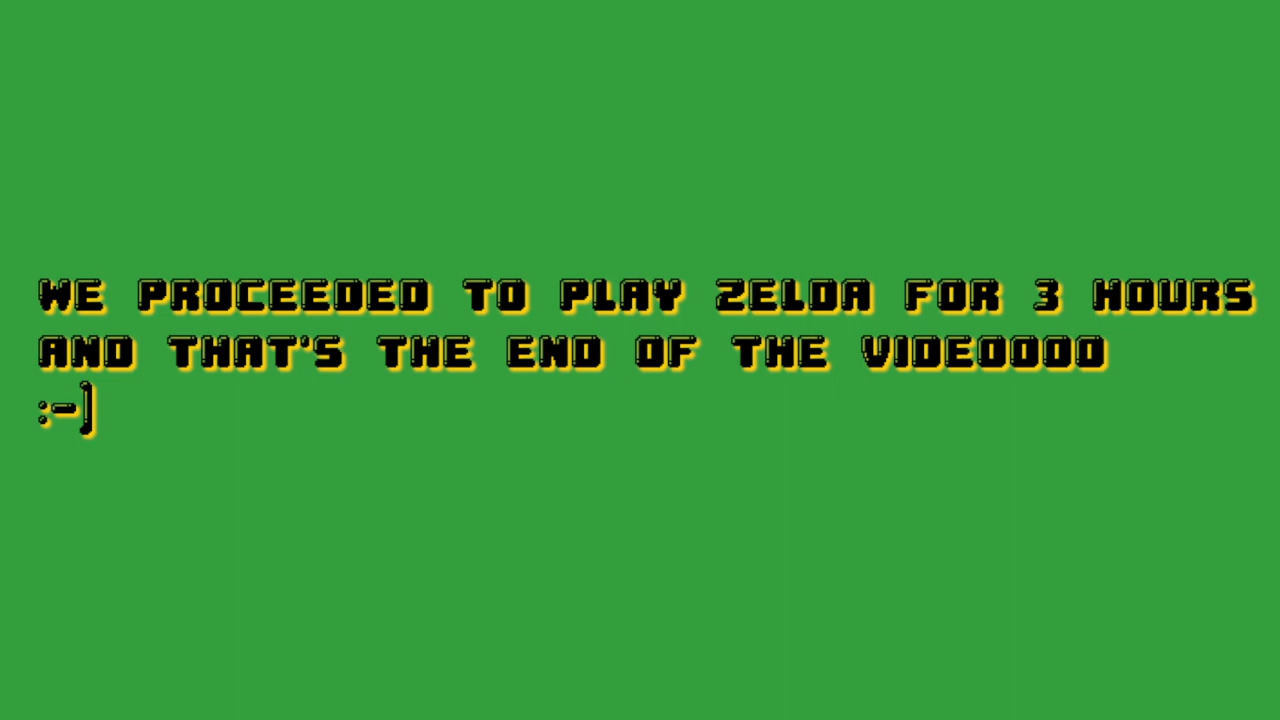 WE PROCEEDED TO PLAY ZELDA FOR 3 HOURS
AND THAT'S THE END OF THE VIDEOOOO
:-)